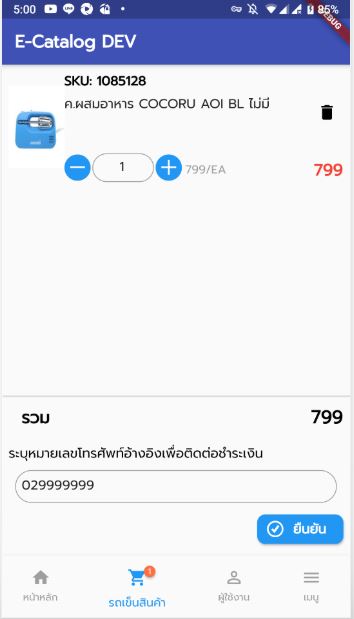 5:00 85%
DEBUG
E-Catalog DEV
SKU: 1085128
ค.ผสมอาหาร COCORU AOI BL ไม่มี
1 799/EA 799
รวม 799
ระบุหมายเลขโทรศัพท์อ้างอิงเพื่อติดต่อชำระเงิน
029999999
ยืนยัน
1
หน้าหลัก รถเข็นสินค้า ผู้ใช้งาน เมนู